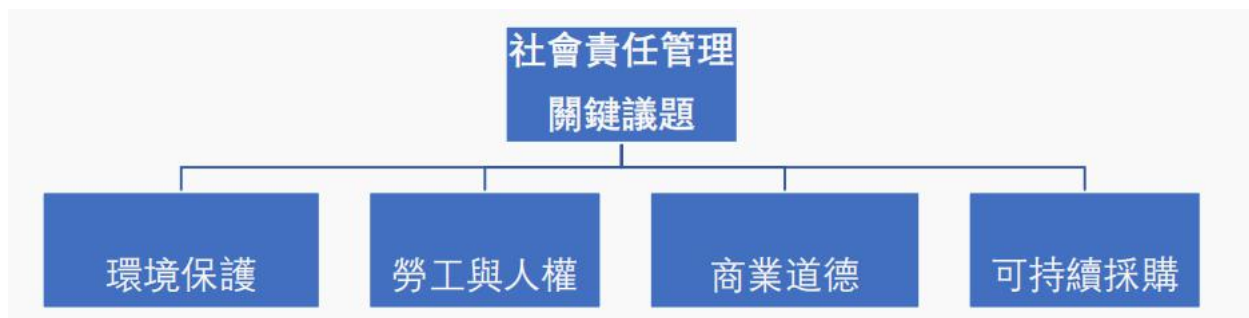 社會責任管理
關鍵議題
環境保護
勞工與人權
商業道德
可持續採購